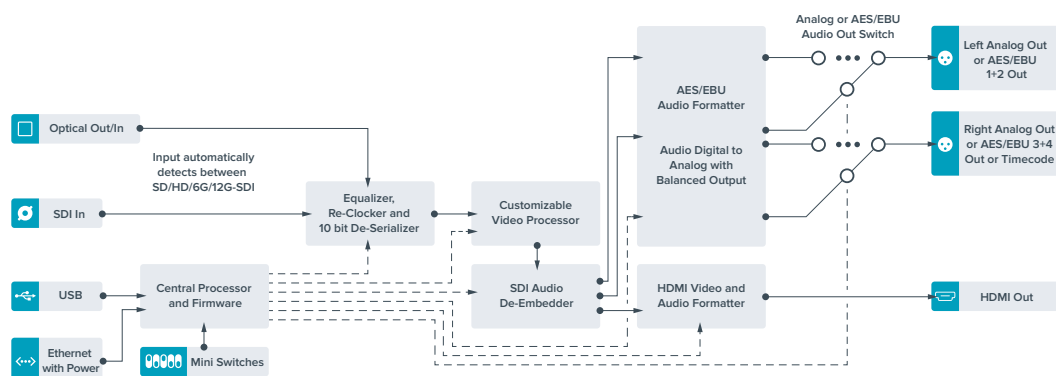 Analog or AES/EBU
Audio Out Switch
Left Analog Out
or AES/EBU
1+2 Out
AES/EBU
Audio Formatter
Optical Out/In
Right Analog Out
or AES/EBU 3+4
Out or Timecode
Audio Digital to
Analog with
Balanced Output
Input automatically
detects between
SD/HD/6G/12G-SDI
Equalizer,
Re-Clocker and
10 bit De-Serializer
Customizable
Video Processor
SDI In
Central Processor
and Firmware
SDI Audio
De-Embedder
HDMI Video and
Audio Formatter
USB
HDMI Out
Ethernet
with Power
Mini Switches